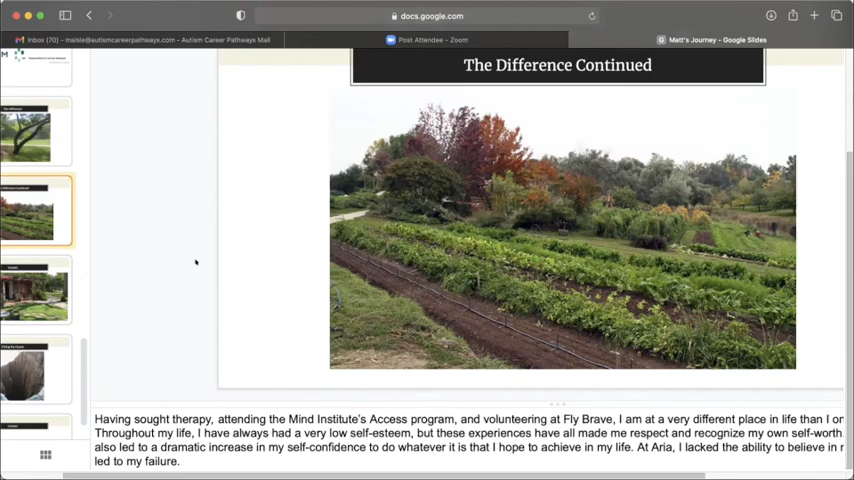 docs.google.com
Inbox (70) - maisie@autismcareerpathways.com - Autism Career Pathways Mail
Post Attendee - Zoom
Matt's Journey - Google Slides
The Difference Continued
The Difference
Difference Continued
Having sought therapy, attending the Mind Institute's Access program, and volunteering at Fly Brave, I am at a very different place in life than I on
Throughout my life, I have always had a very low self-esteem, but these experiences have all made me respect and recognize my own self-worth.
also led to a dramatic increase in my self-confidence to do whatever it is that I hope to achieve in my life. At Aria, I lacked the ability to believe in m
led to my failure.